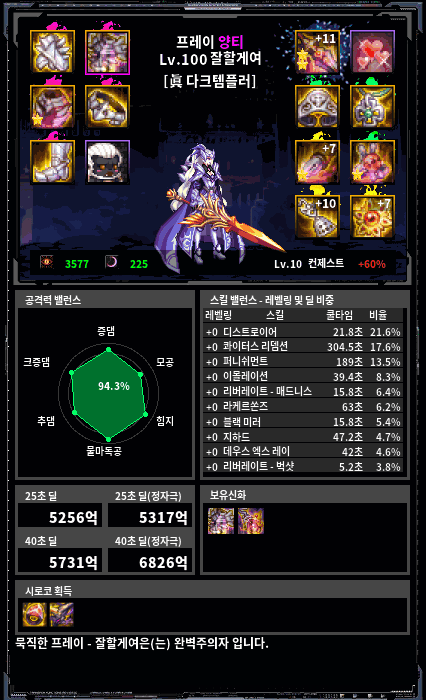 프레이 양티
Lv.100 잘할게여
[眞 다크템플러]
+11
+7
+10
+7
3577
225
Lv.10 컨제스트 +60%
공격력 밸런스
증댐
크증댐
모공
94.3%
추댐
힘지
물마독공
스킬 밸런스 - 레벨링 및 딜 비중
레벨링 스킬 쿨타임 비율
+0 디스트로이어 21.8초 21.6%
+0 콰이터스 리뎀션 304.5초 17.6%
+0 퍼니쉬먼트 189초 13.5%
+0 이몰레이션 39.4초 8.3%
+0 리버레이트 - 매드니스 15.8초 6.4%
+0 라케르쏜즈 63초 6.2%
+0 블랙 미러 15.8초 5.4%
+0 지하드 47.2초 4.7%
+0 데우스 엑스 레이 42초 4.6%
+0 리버레이트 - 벅샷 5.2초 3.8%
25초 딜
5256억
25초 딜(정자극)
5317억
40초 딜
5731억
40초 딜(정자극)
6826억
보유신화
시로코 획득
묵직한 프레이 - 잘할게여은(는) 완벽주의자 입니다.